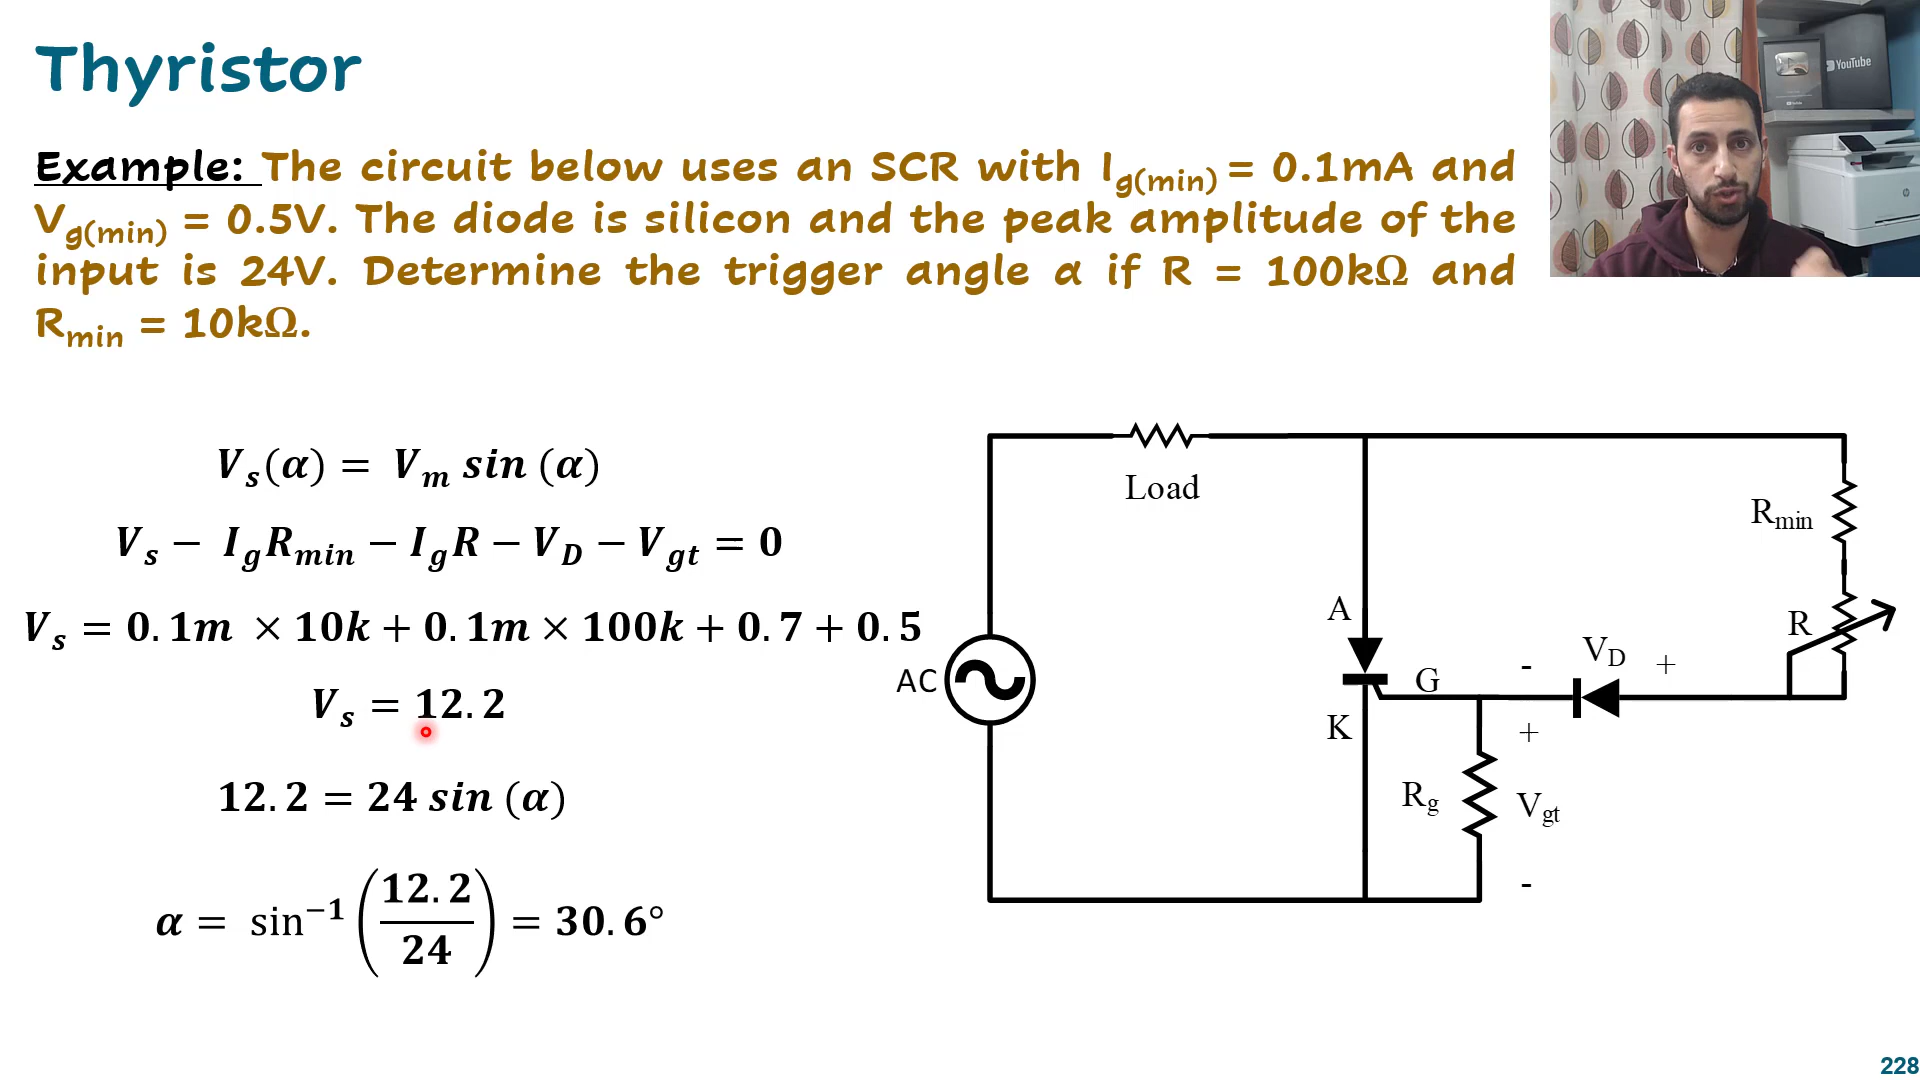 Thyristor
YouTube
Example: The circuit below uses an SCR with Ig(min) = 0.1mA and
Vg(min) = 0.5V. The diode is silicon and the peak amplitude of the
input is 24V. Determine the trigger angle α if R = 100kΩ and
Rmin = 10kΩ.
Vs(α) = Vm sin (α)
Vs − IgRmin − IgR − VD − Vgt = 0
Vs = 0.1m × 10k + 0.1m × 100k + 0.7 + 0.5
Vs = 12.2
12.2 = 24 sin (α)
α = sin⁻¹ (12.2/24) = 30.6°
Load
Rmin
A
R
AC
G
- VD +
K
+
Rg
Vgt
-
228